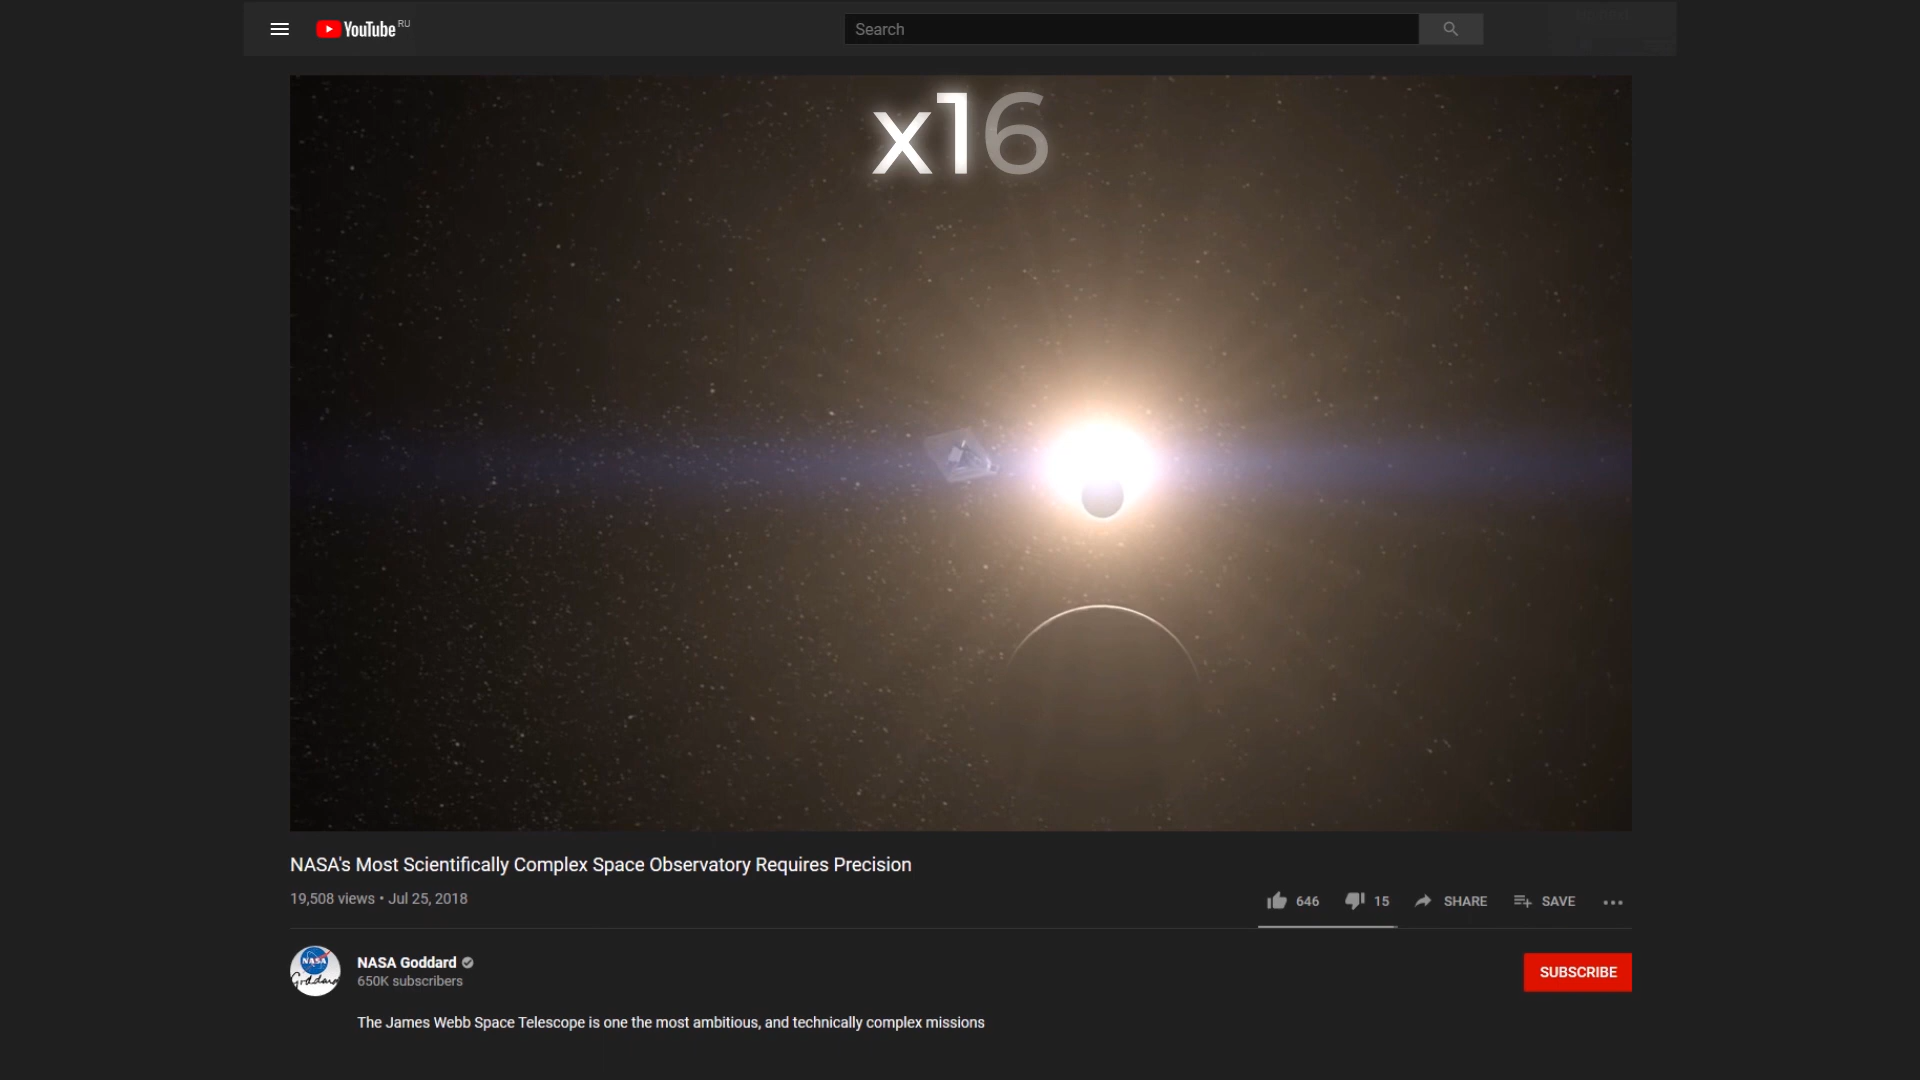 YouTube RU
Search
x16
NASA's Most Scientifically Complex Space Observatory Requires Precision
19,508 views • Jul 25, 2018
646 15 SHARE SAVE
NASA
Goddard
NASA Goddard
650K subscribers
SUBSCRIBE
The James Webb Space Telescope is one the most ambitious, and technically complex missions